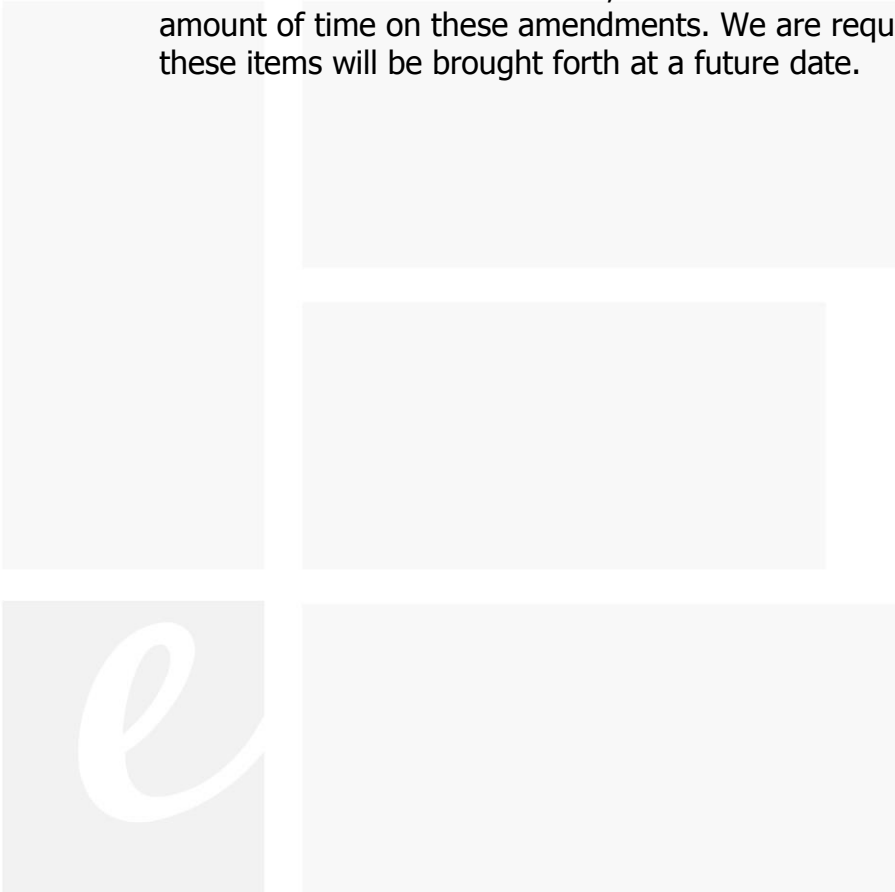 amount of time on these amendments. We are requ
these items will be brought forth at a future date.
e